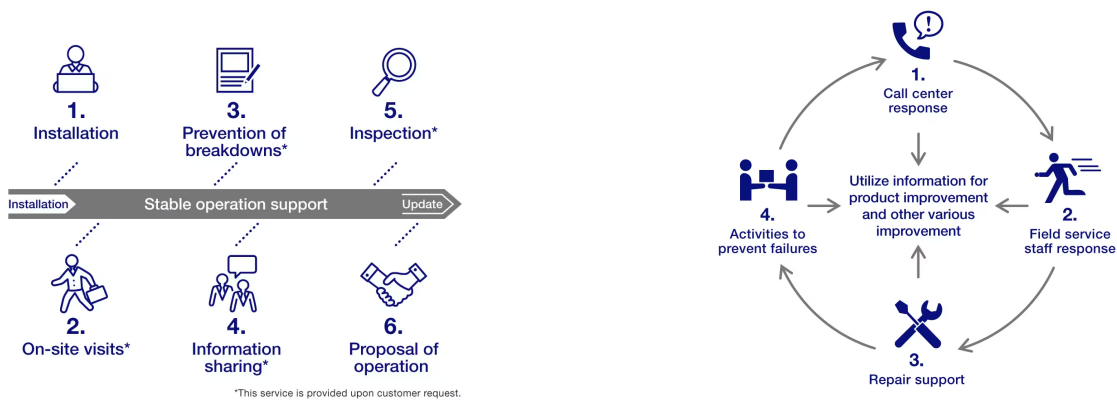 1.
Installation
3.
Prevention of
breakdowns*
5.
Inspection*
Installation
Stable operation support
Update
2.
On-site visits*
4.
Information
sharing*
6.
Proposal of
operation
*This service is provided upon customer request.
!
1.
Call center
response
2.
Field service
staff response
3.
Repair support
4.
Activities to
prevent failures
Utilize information for
product improvement
and other various
improvement